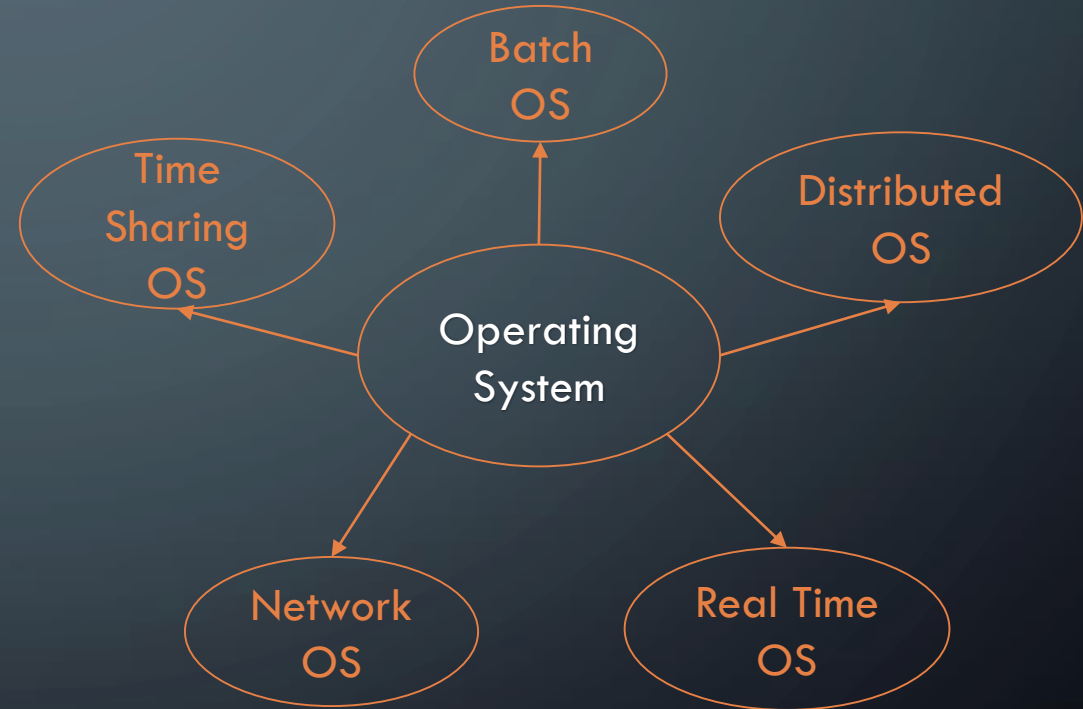 Batch
OS
Time
Sharing
OS
Distributed
OS
Operating
System
Network
OS
Real Time
OS